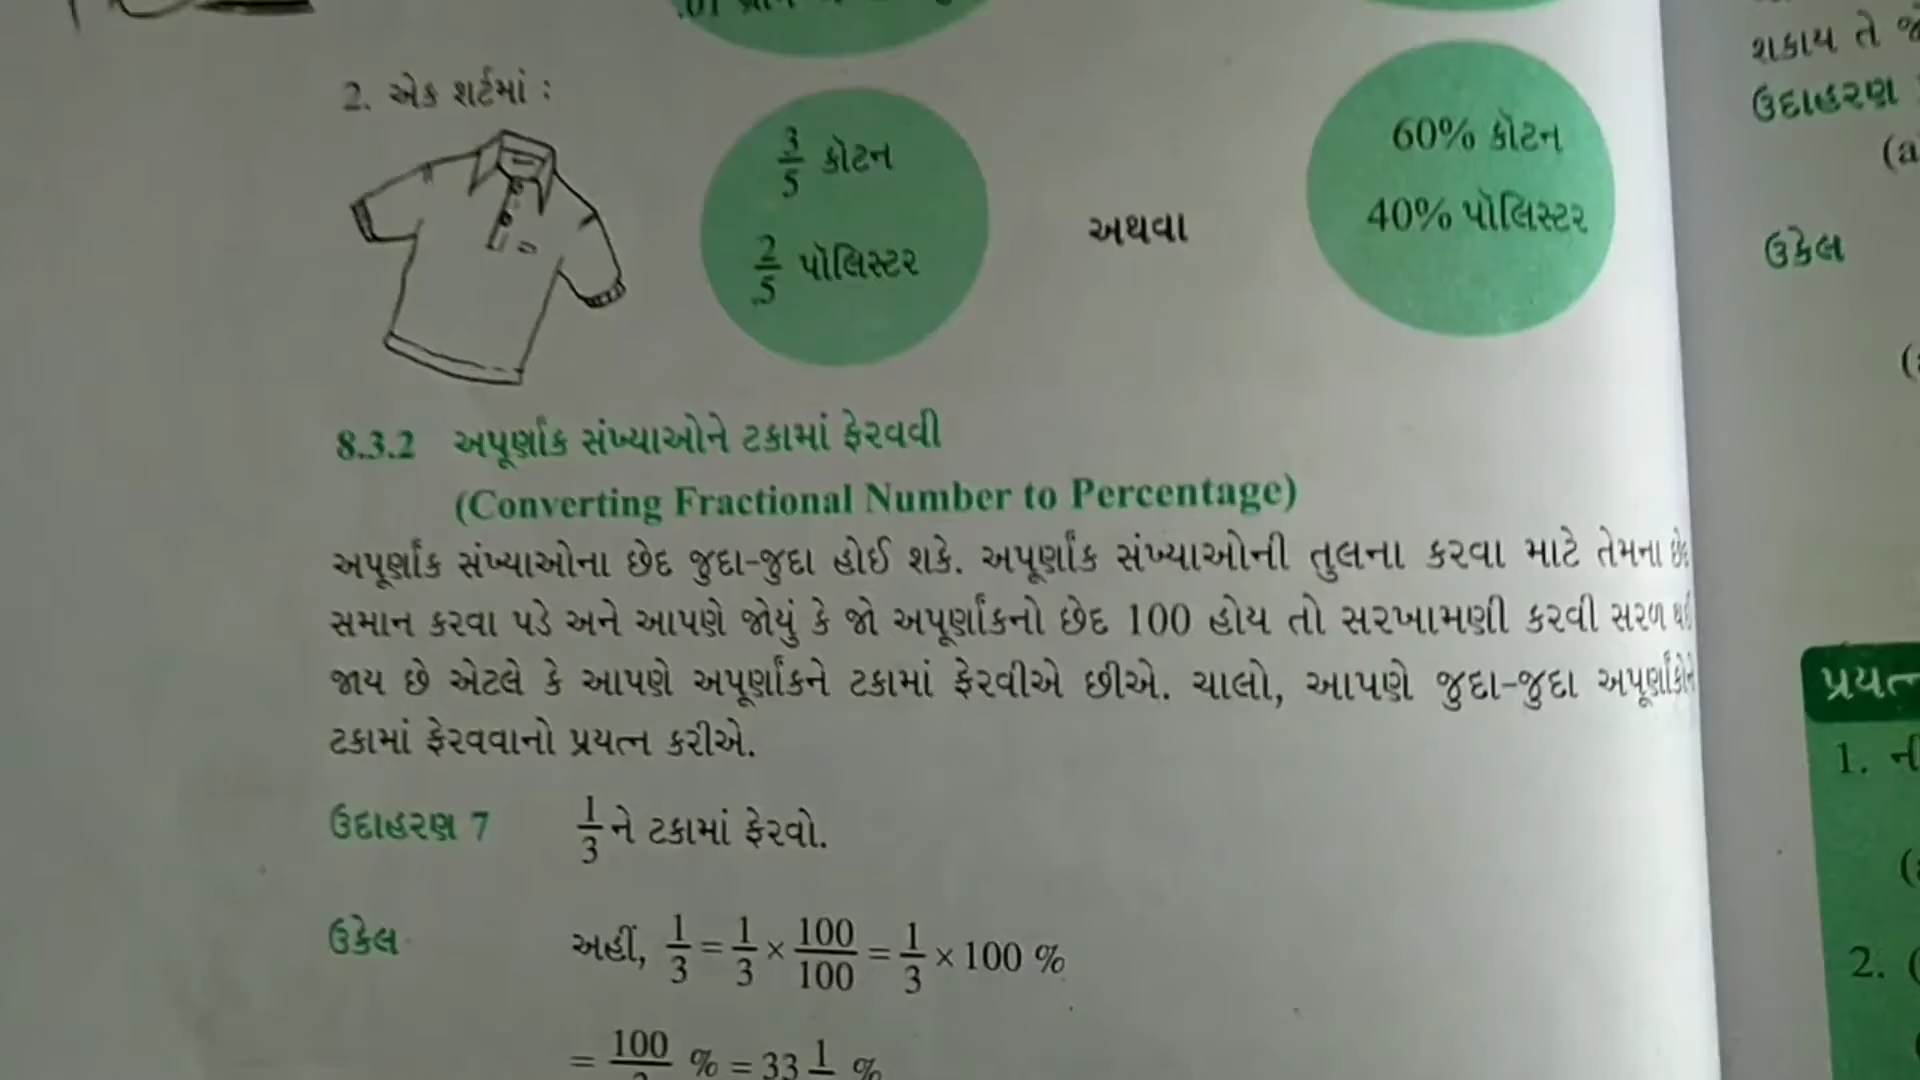 2. એક શર્ટમાં :
3/5 કૉટન
2/5 પૉલિસ્ટર
અથવા
60% કૉટન
40% પૉલિસ્ટર
8.3.2 અપૂર્ણાંક સંખ્યાઓને ટકામાં ફેરવવી
(Converting Fractional Number to Percentage)
અપૂર્ણાંક સંખ્યાઓના છેદ જુદા-જુદા હોઈ શકે. અપૂર્ણાંક સંખ્યાઓની તુલના કરવા માટે તેમના છેદ
સમાન કરવા પડે અને આપણે જોયું કે જો અપૂર્ણાંકનો છેદ 100 હોય તો સરખામણી કરવી સરળ થઈ
જાય છે એટલે કે આપણે અપૂર્ણાંકને ટકામાં ફેરવીએ છીએ. ચાલો, આપણે જુદા-જુદા અપૂર્ણાંકોને
ટકામાં ફેરવવાનો પ્રયત્ન કરીએ.
ઉદાહરણ 7 1/3 ને ટકામાં ફેરવો.
ઉકેલ અહીં, 1/3 = 1/3 × 100/100 = 1/3 × 100 %
શકાય તે
ઉદાહરણ
(a
ઉકેલ
1.
2. (